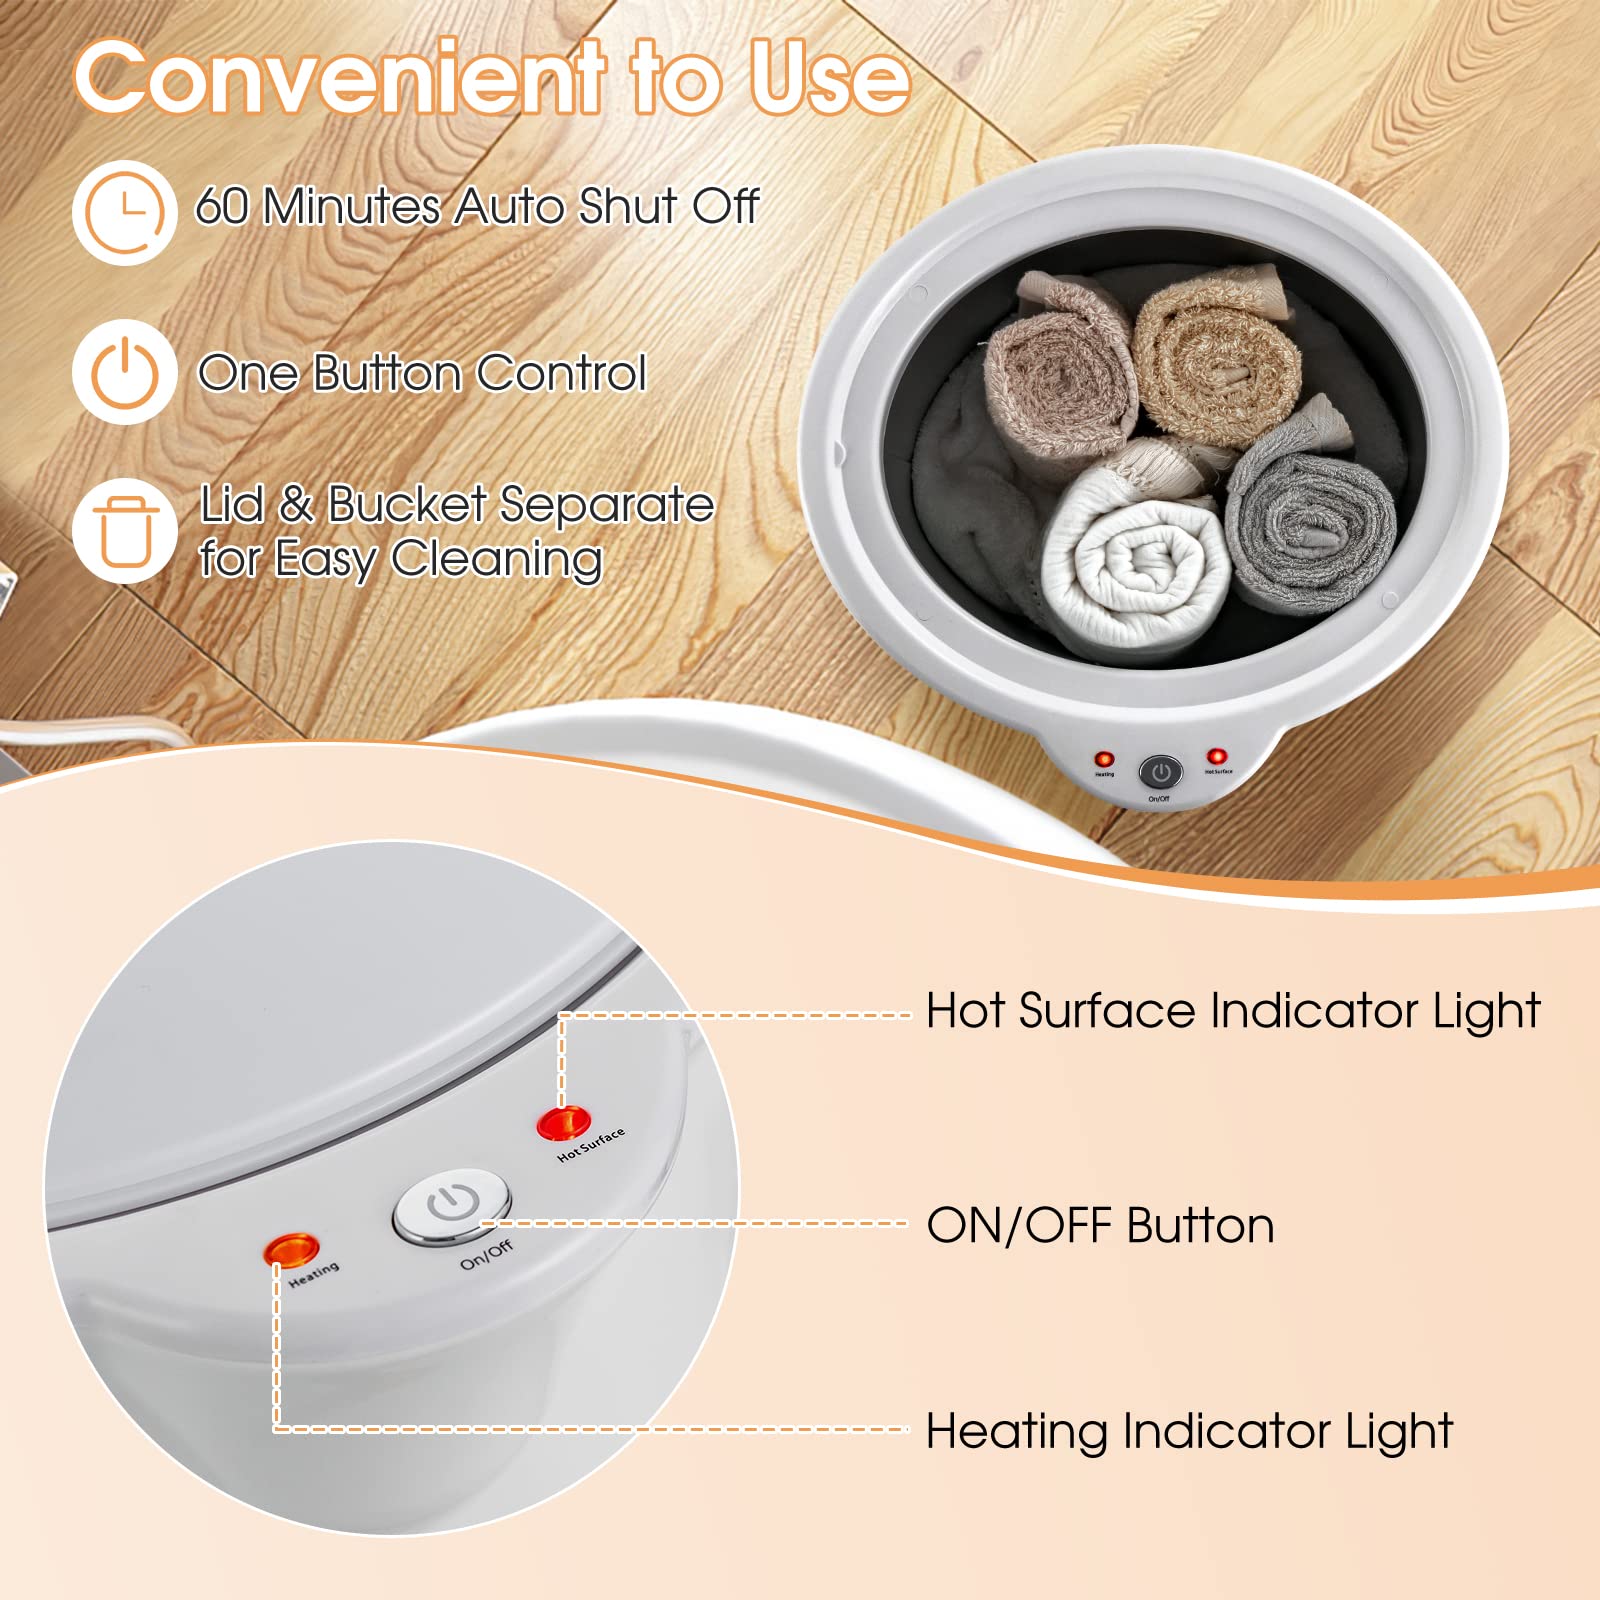 Convenient to Use
60 Minutes Auto Shut Off
One Button Control
Lid & Bucket Separate
for Easy Cleaning
Heating
On/Off
Hot Surface
Hot Surface Indicator Light
Hot Surface
ON/OFF Button
On/Off
Heating
Heating Indicator Light